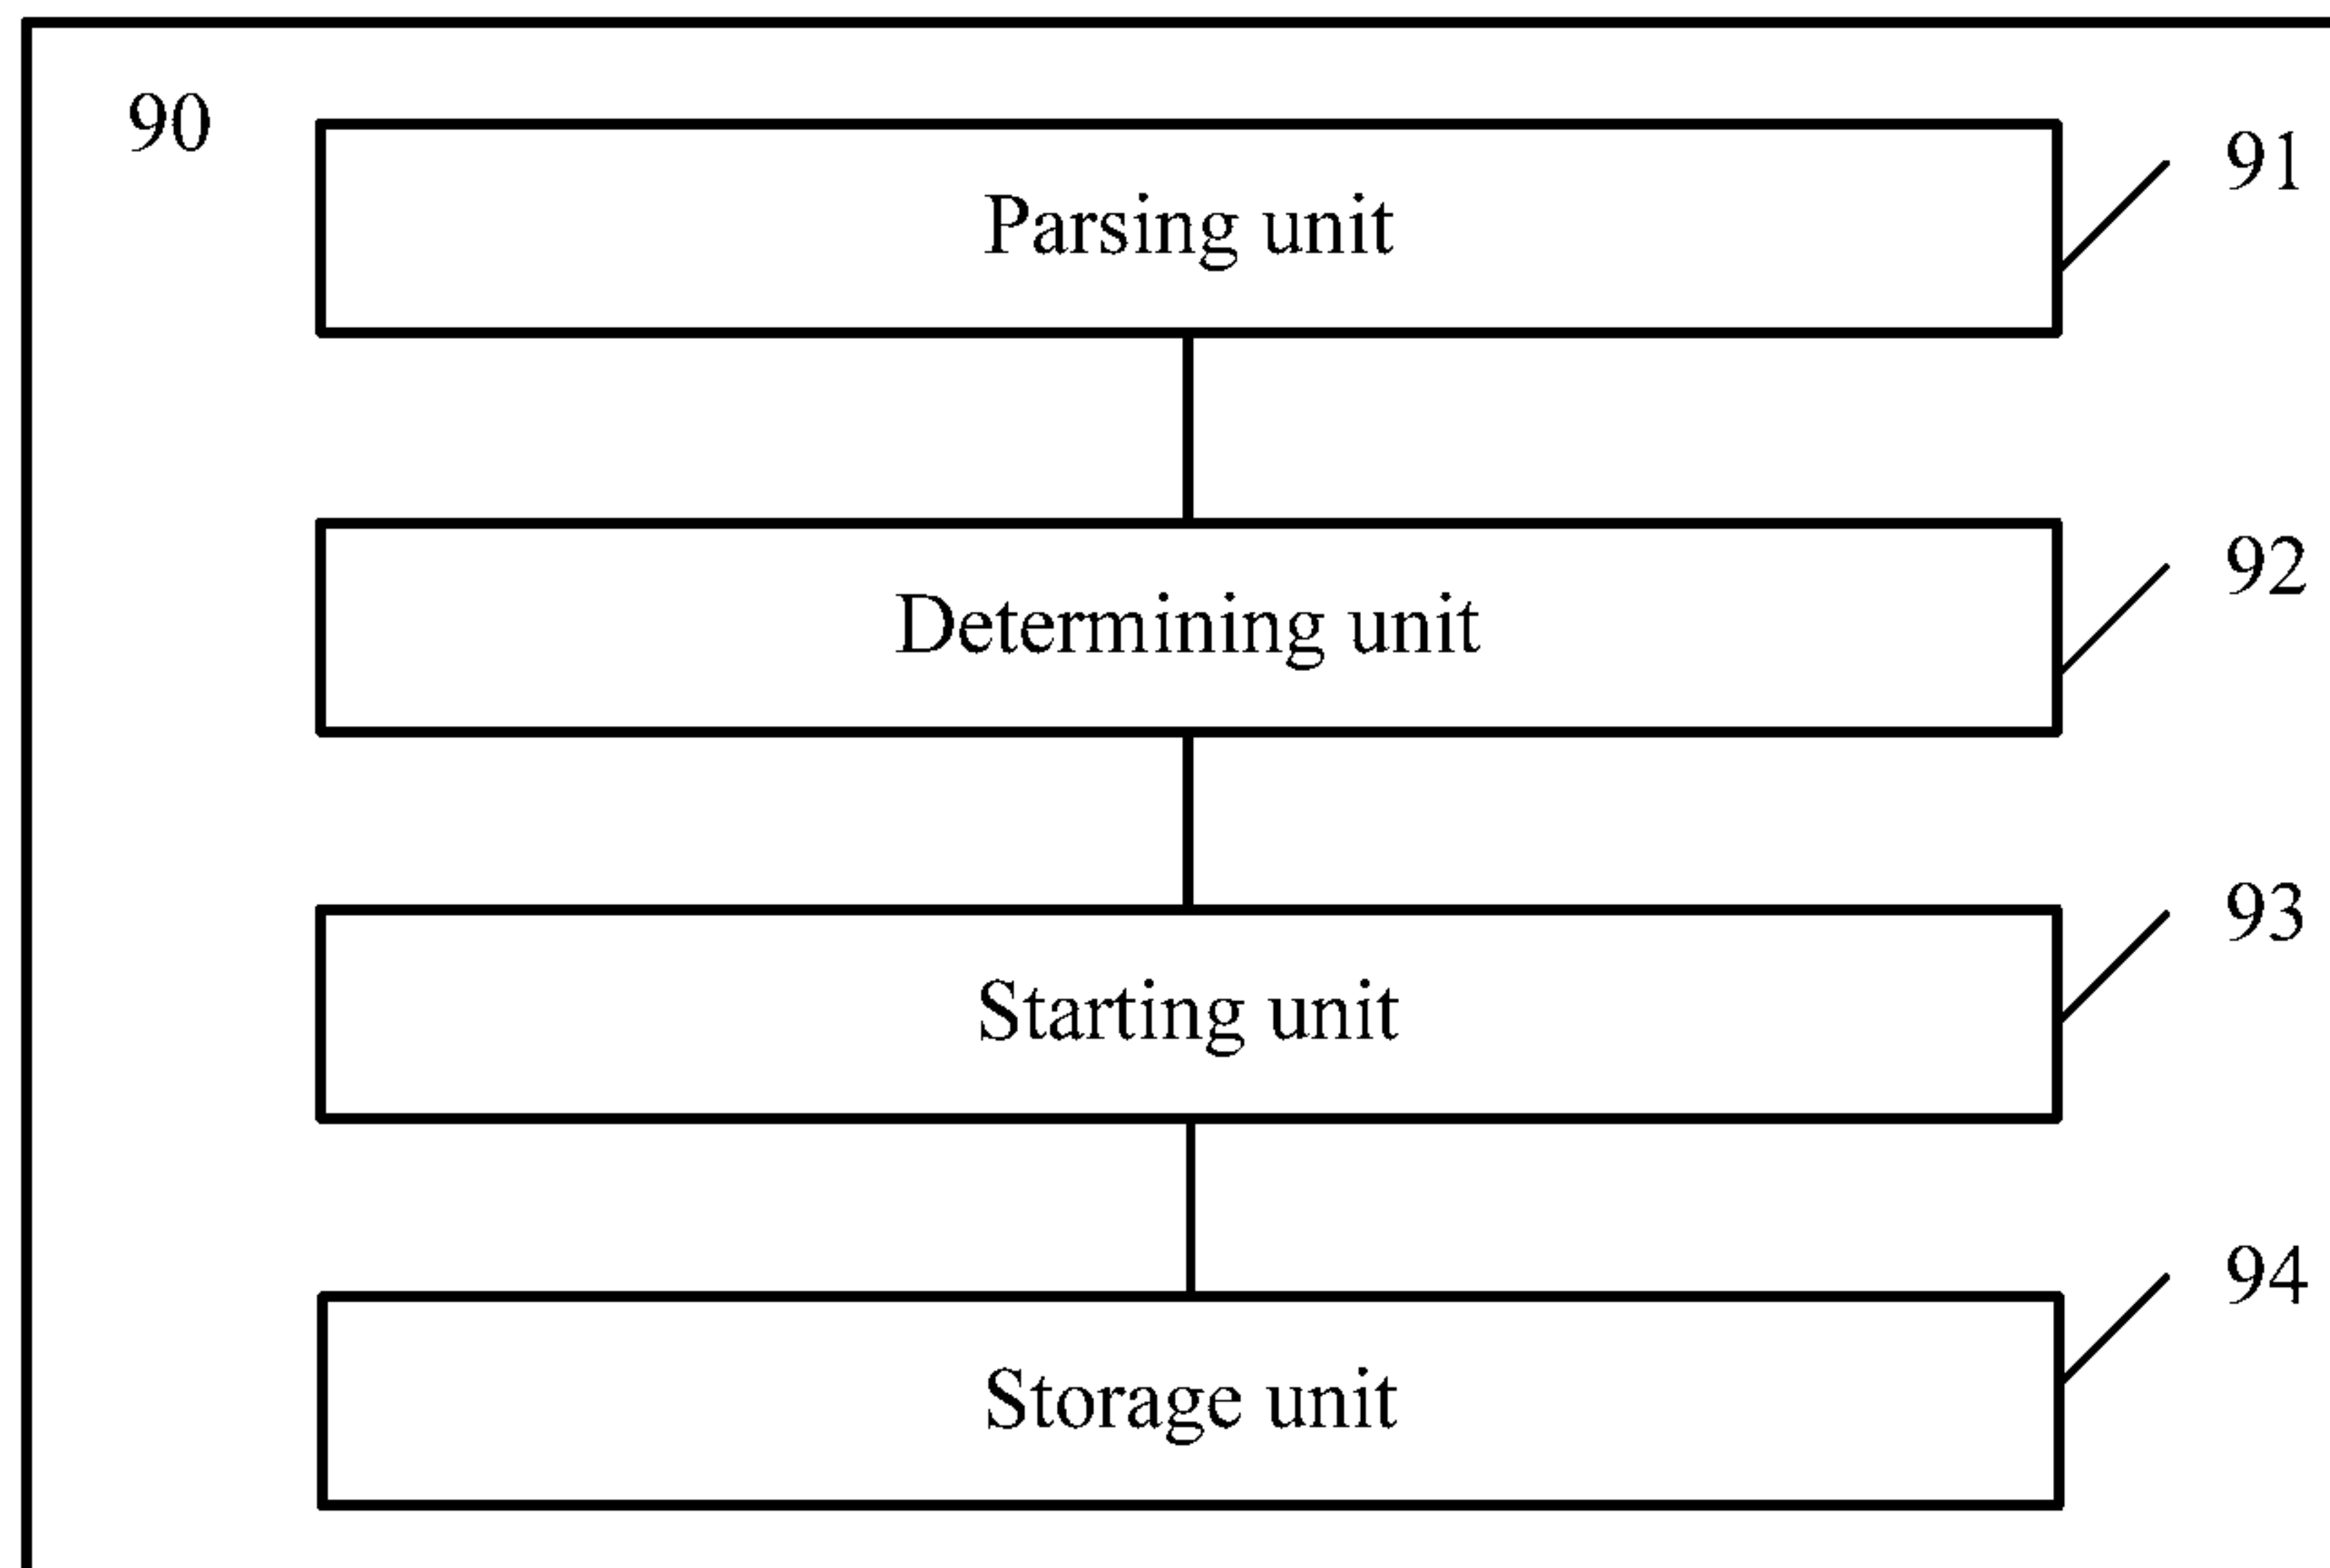 90
Parsing unit
91
Determining unit
92
Starting unit
93
Storage unit
94